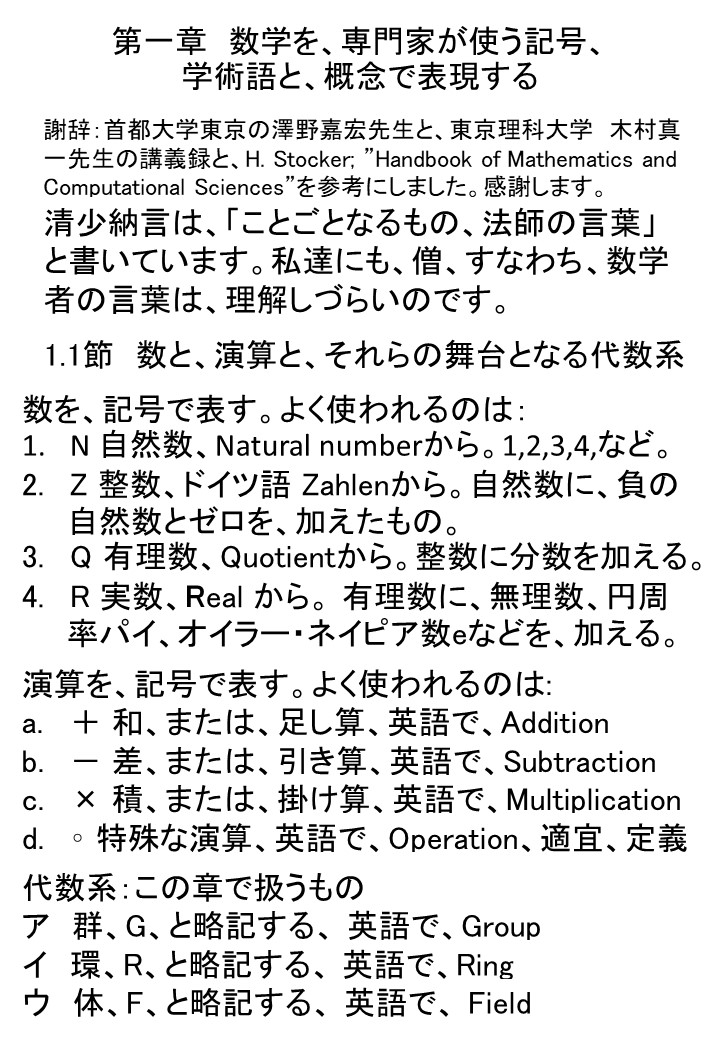 第一章　数学を、専門家が使う記号、
学術語と、概念で表現する
謝辞：首都大学東京の澤野嘉宏先生と、東京理科大学　木村真
一先生の講義録と、H. Stocker; ”Handbook of Mathematics and
Computational Sciences”を参考にしました。感謝します。
清少納言は、「ことごとなるもの、法師の言葉」
と書いています。私達にも、僧、すなわち、数学
者の言葉は、理解しづらいのです。
1.1節　数と、演算と、それらの舞台となる代数系
数を、記号で表す。よく使われるのは：
1. N 自然数、Natural numberから。1,2,3,4,など。
2. Z 整数、ドイツ語 Zahlenから。自然数に、負の
自然数とゼロを、加えたもの。
3. Q 有理数、Quotientから。整数に分数を加える。
4. R 実数、Real から。 有理数に、無理数、円周
率パイ、オイラー・ネイピア数eなどを、加える。
演算を、記号で表す。よく使われるのは:
a. ＋ 和、または、足し算、英語で、Addition
b. － 差、または、引き算、英語で、Subtraction
c. × 積、または、掛け算、英語で、Multiplication
d. ◦ 特殊な演算、英語で、Operation、適宜、定義
代数系：この章で扱うもの
ア　群、G、と略記する、 英語で、Group
イ　環、R、と略記する、 英語で、Ring
ウ　体、F、と略記する、 英語で、 Field